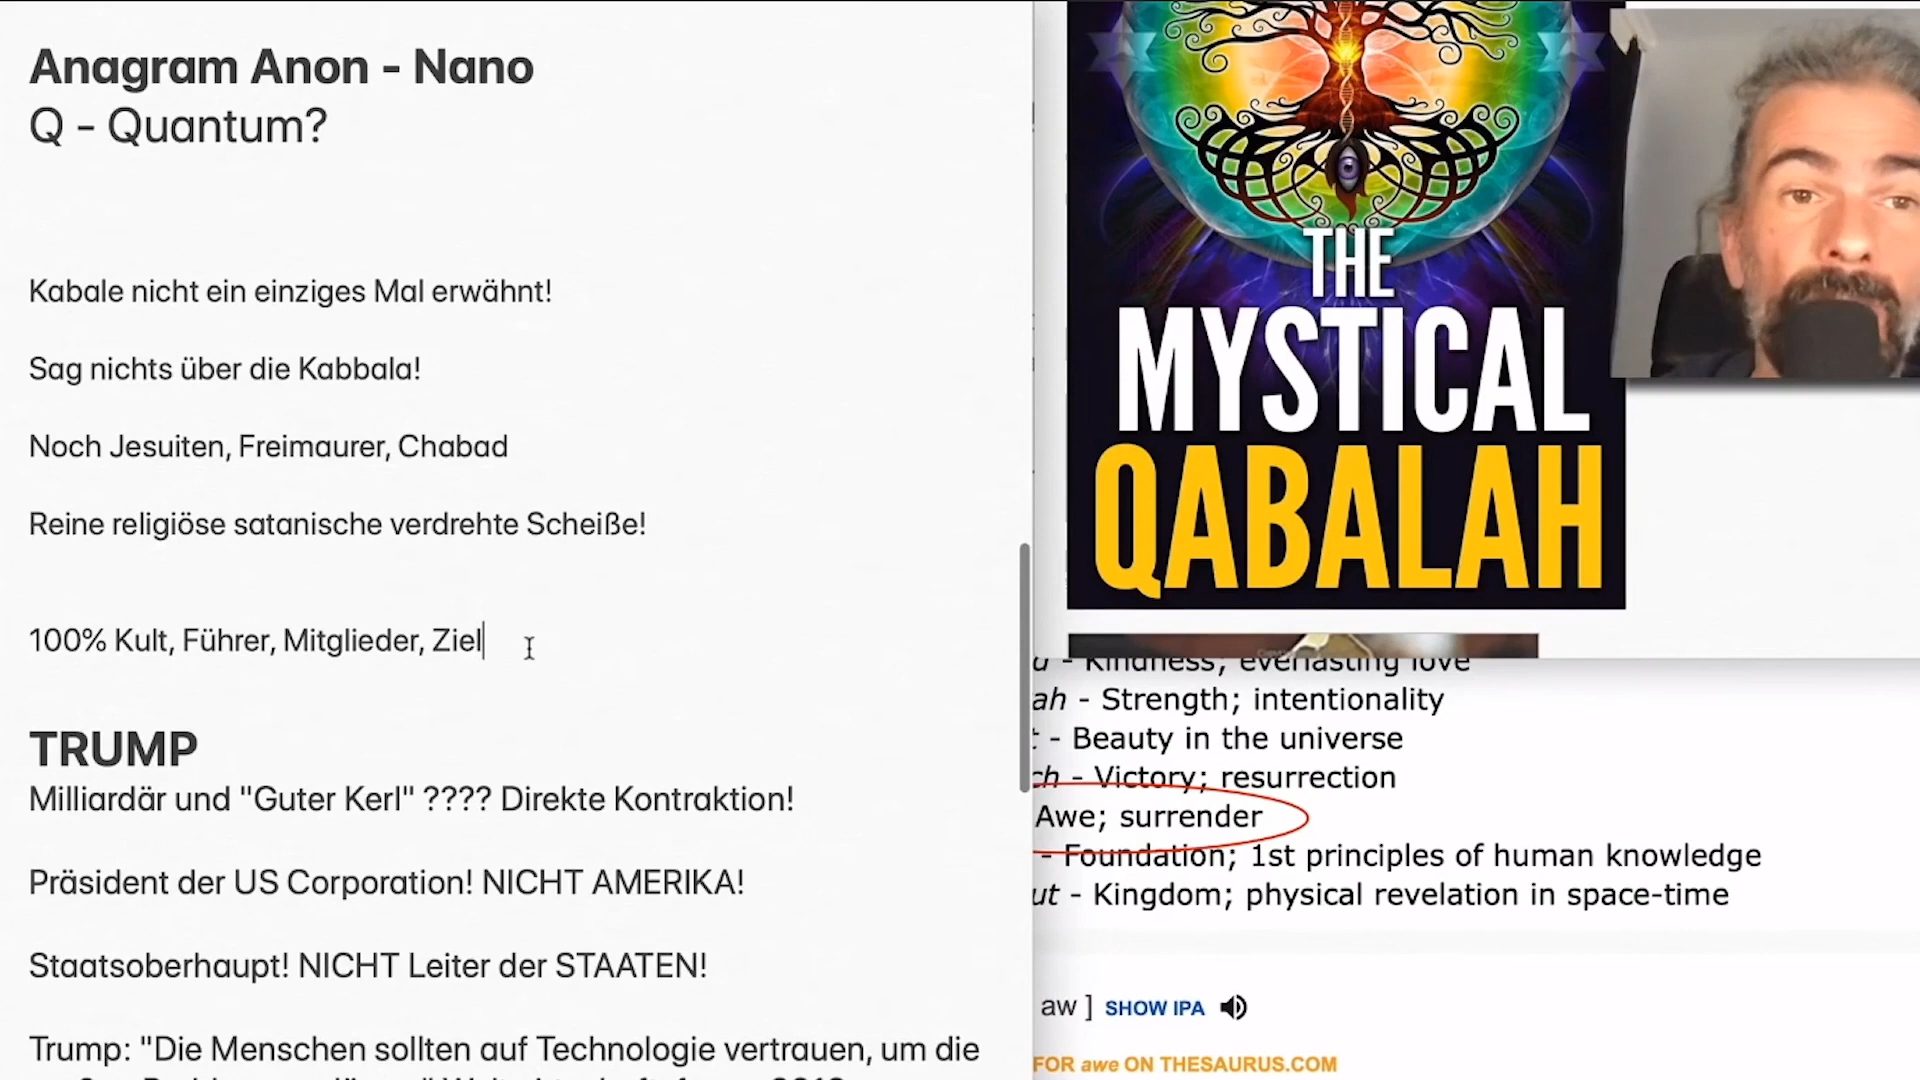 Anagram Anon - Nano
Q - Quantum?
Kabale nicht ein einziges Mal erwähnt!
Sag nichts über die Kabbala!
Noch Jesuiten, Freimaurer, Chabad
Reine religiöse satanische verdrehte Scheiße!
100% Kult, Führer, Mitglieder, Ziel
TRUMP
Milliardär und "Guter Kerl" ???? Direkte Kontraktion!
Präsident der US Corporation! NICHT AMERIKA!
Staatsoberhaupt! NICHT Leiter der STAATEN!
Trump: "Die Menschen sollten auf Technologie vertrauen, um die
THE
MYSTICAL
QABALAH
- Kindness; everlasting love
ah - Strength; intentionality
- Beauty in the universe
ch - Victory; resurrection
Awe; surrender
- Foundation; 1st principles of human knowledge
ut - Kingdom; physical revelation in space-time
aw ] SHOW IPA
FOR awe ON THESAURUS.COM